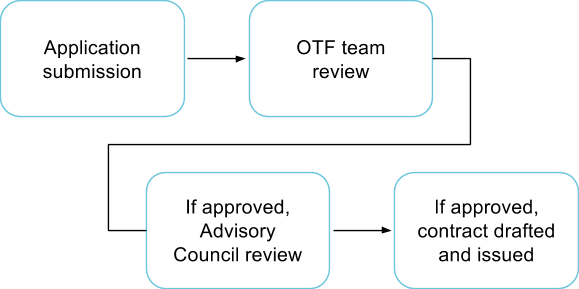 Application
submission
OTF team
review
If approved,
Advisory
Council review
If approved,
contract drafted
and issued